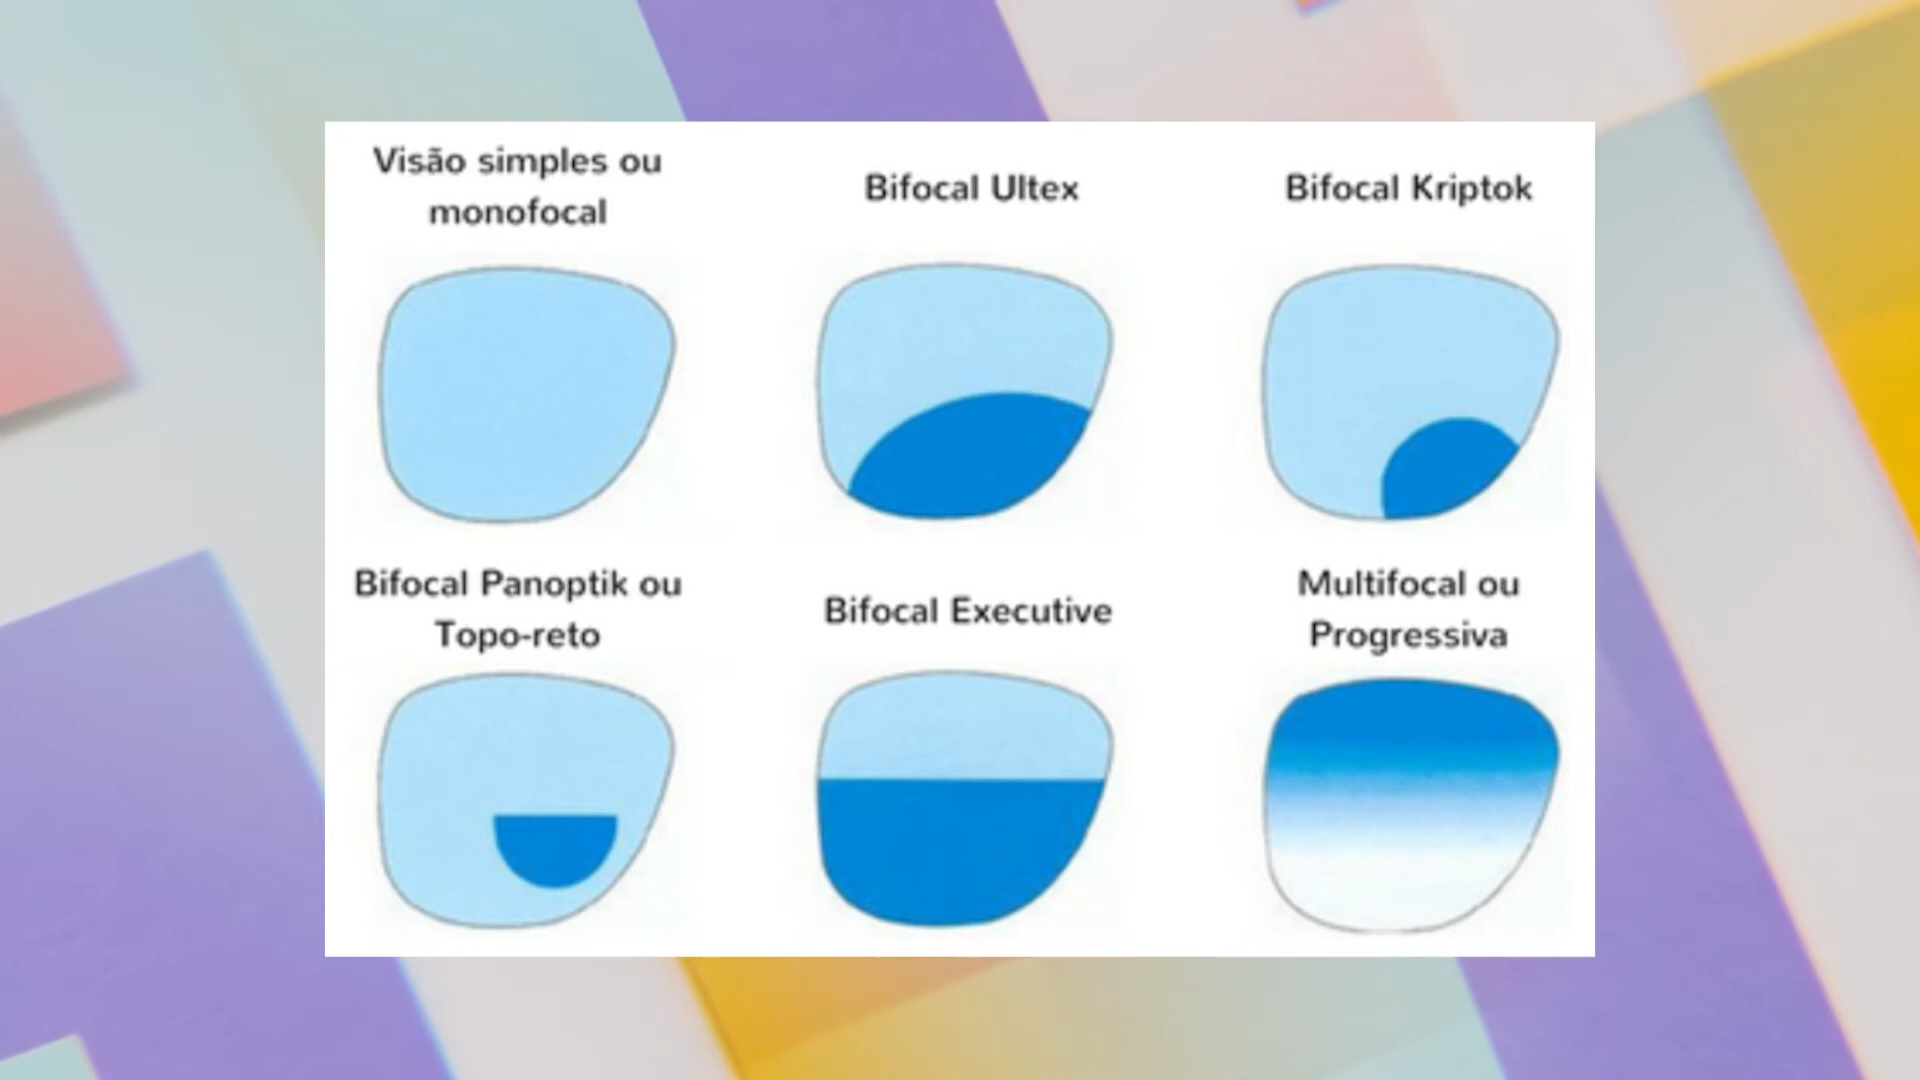 Visão simples ou
monofocal
Bifocal Ultex
Bifocal Kriptok
Bifocal Panoptik ou
Topo-reto
Bifocal Executive
Multifocal ou
Progressiva